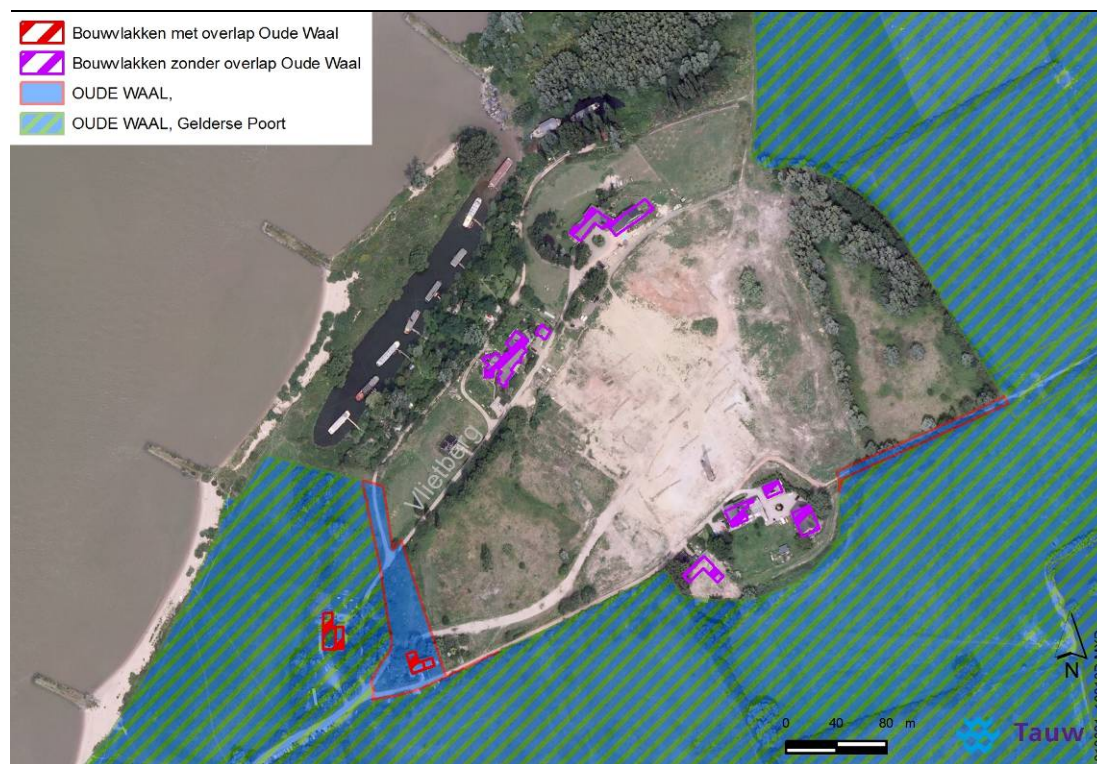 Bouwvlakken met overlap Oude Waal
Bouwvlakken zonder overlap Oude Waal
OUDE WAAL,
OUDE WAAL, Gelderse Poort
Vlietberg
N
0 40 80 m
Tauw